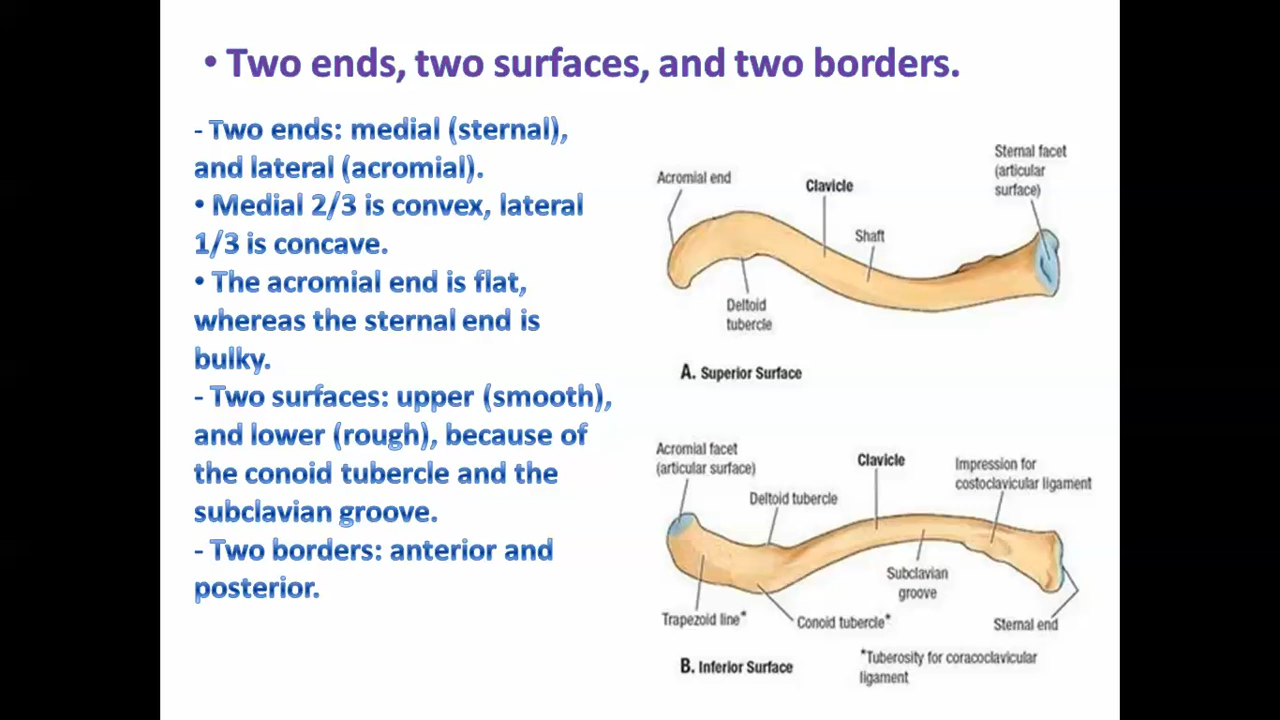 • Two ends, two surfaces, and two borders.
- Two ends: medial (sternal),
and lateral (acromial).
• Medial 2/3 is convex, lateral
1/3 is concave.
• The acromial end is flat,
whereas the sternal end is
bulky.
- Two surfaces: upper (smooth),
and lower (rough), because of
the conoid tubercle and the
subclavian groove.
- Two borders: anterior and
posterior.
Sternal facet
(articular
surface)
Acromial end
Clavicle
Shaft
Deltoid
tubercle
A. Superior Surface
Acromial facet
(articular surface)
Clavicle
Impression for
costoclavicular ligament
Deltoid tubercle
Subclavian
groove
Trapezoid line*
Conoid tubercle*
Sternal end
B. Inferior Surface
*Tuberosity for coracoclavicular
ligament